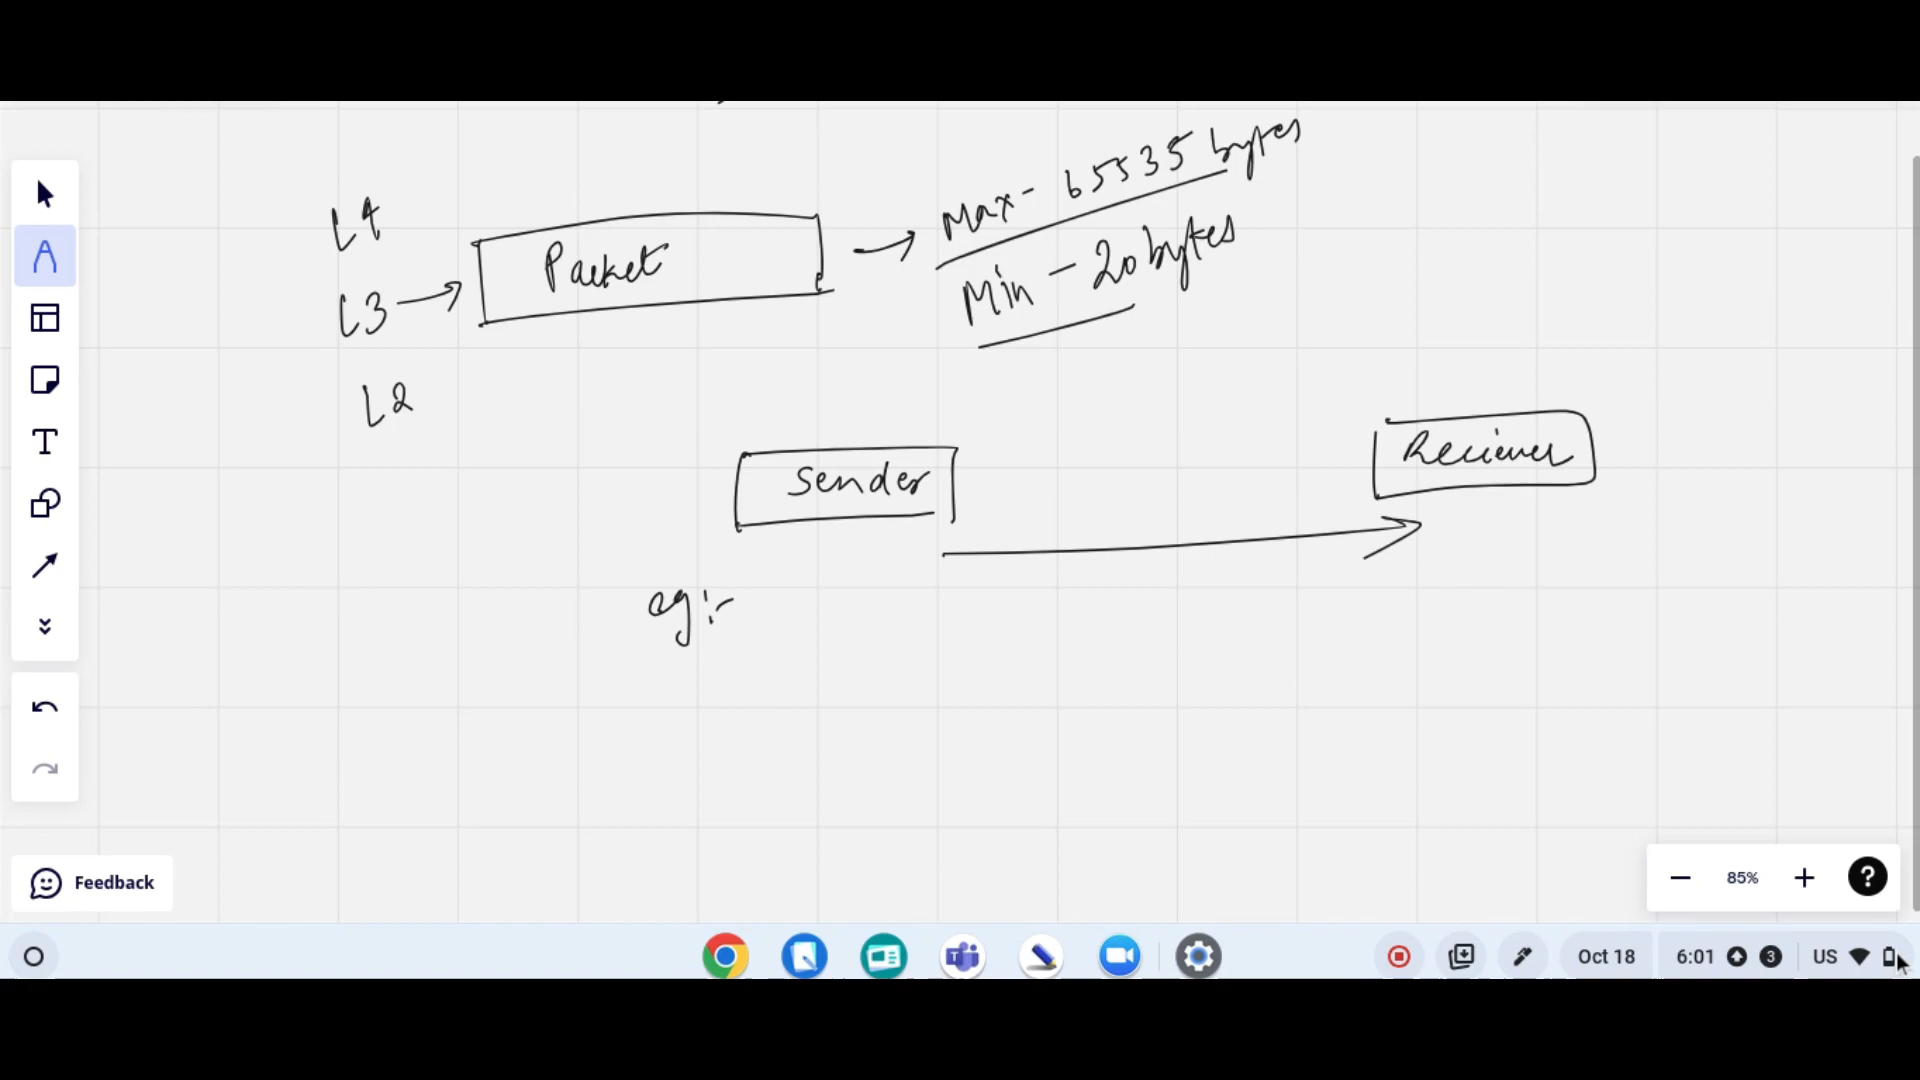 Max - 65535 bytes
L4
Packet
Min - 20 bytes
L3
L2
Reciever
Sender
eg :-
T
Feedback
85%
?
Oct 18
6:01
3
US